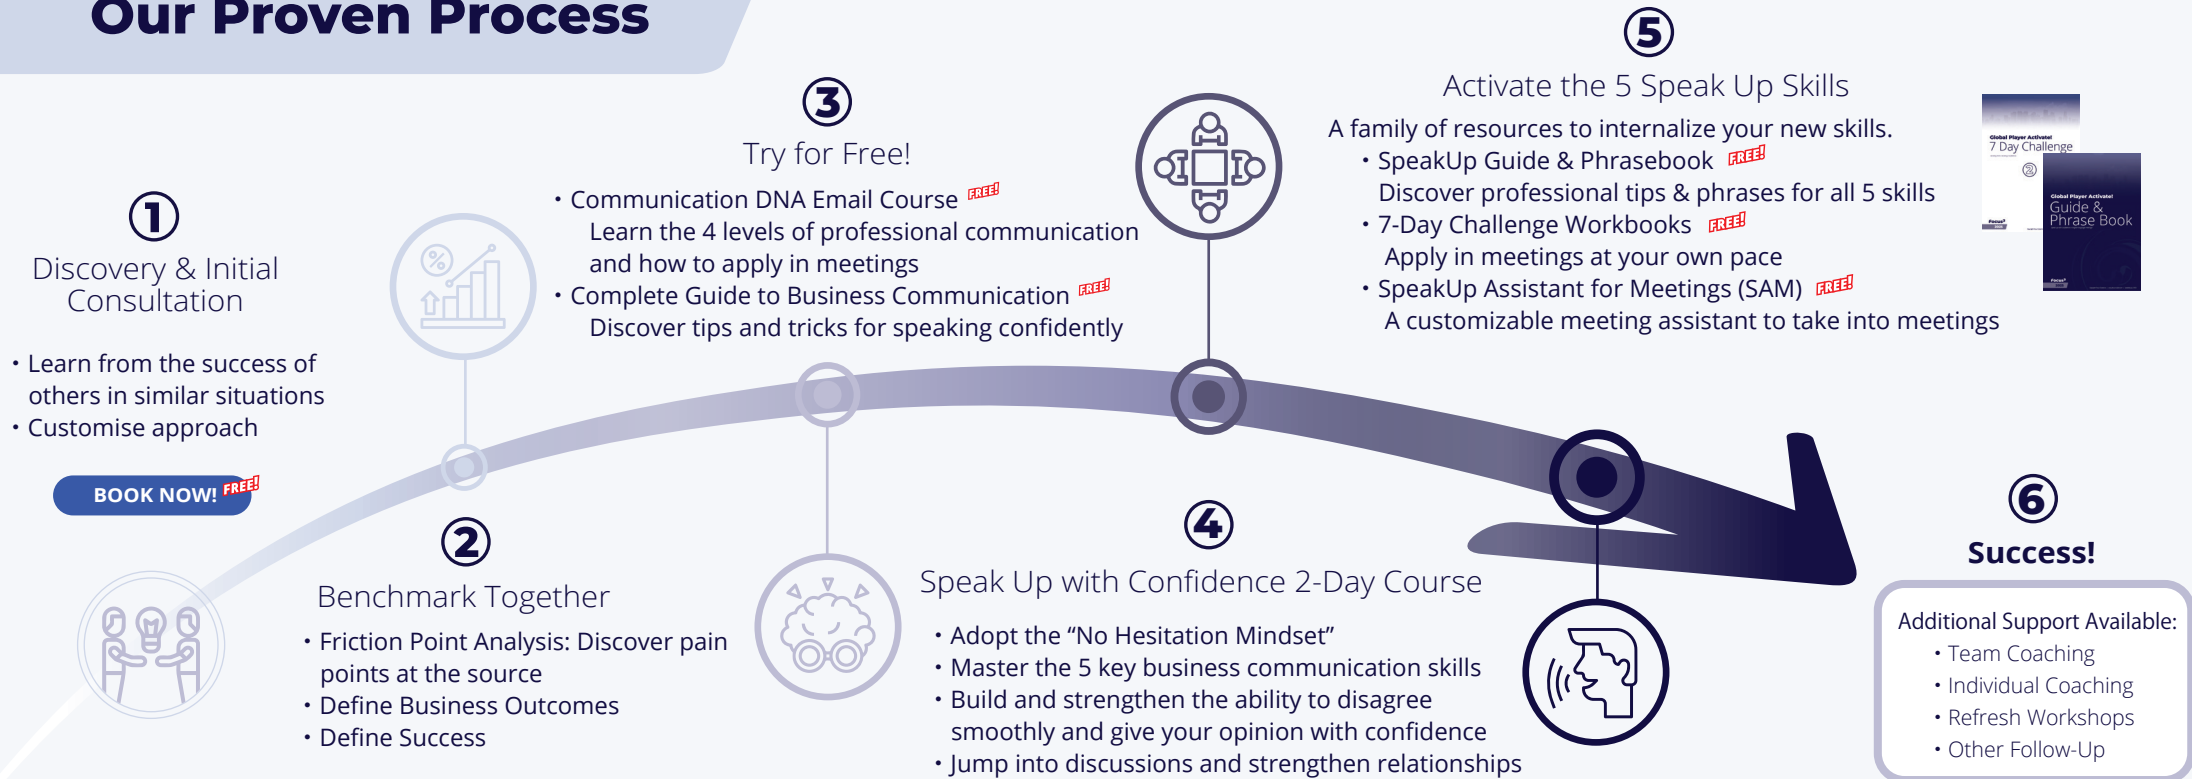 Our Proven Process
①
Discovery & Initial
Consultation
• Learn from the success of
others in similar situations
• Customise approach
BOOK NOW! FREE!
②
Benchmark Together
• Friction Point Analysis: Discover pain
points at the source
• Define Business Outcomes
• Define Success
③
Try for Free!
• Communication DNA Email Course FREE!
Learn the 4 levels of professional communication
and how to apply in meetings
• Complete Guide to Business Communication FREE!
Discover tips and tricks for speaking confidently
④
Speak Up with Confidence 2-Day Course
• Adopt the “No Hesitation Mindset”
• Master the 5 key business communication skills
• Build and strengthen the ability to disagree
smoothly and give your opinion with confidence
• Jump into discussions and strengthen relationships
⑤
Activate the 5 Speak Up Skills
A family of resources to internalize your new skills.
• SpeakUp Guide & Phrasebook FREE!
Discover professional tips & phrases for all 5 skills
• 7-Day Challenge Workbooks FREE!
Apply in meetings at your own pace
• SpeakUp Assistant for Meetings (SAM) FREE!
A customizable meeting assistant to take into meetings
Global Player Activate!
7 Day Challenge
②
Focus³
Global Player Activate!
Guide &
Phrase Book
Focus³
⑥
Success!
Additional Support Available:
• Team Coaching
• Individual Coaching
• Refresh Workshops
• Other Follow-Up
%